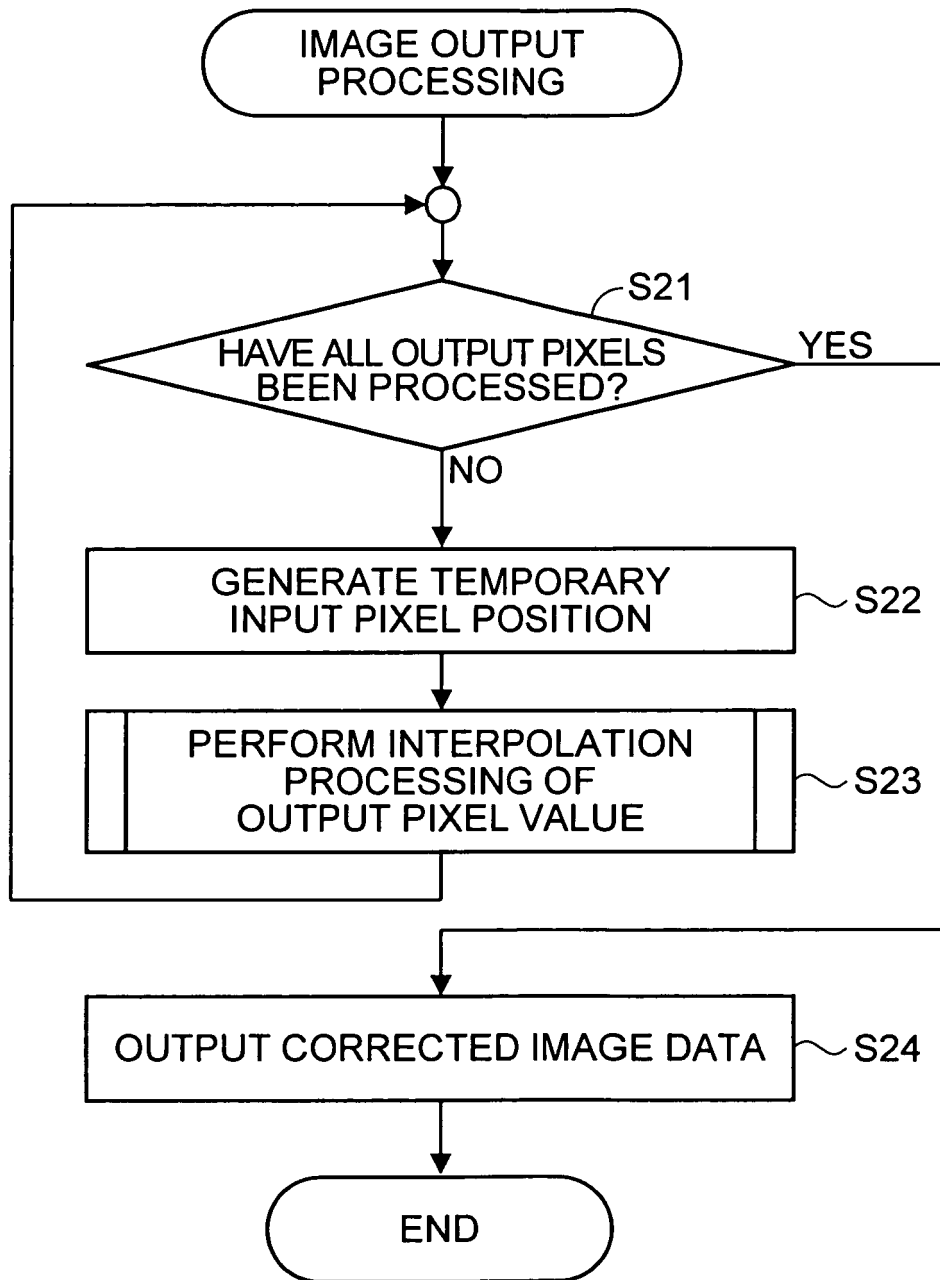 IMAGE OUTPUT
PROCESSING
S21
HAVE ALL OUTPUT PIXELS
BEEN PROCESSED?
YES
NO
GENERATE TEMPORARY
INPUT PIXEL POSITION
S22
PERFORM INTERPOLATION
PROCESSING OF
OUTPUT PIXEL VALUE
S23
OUTPUT CORRECTED IMAGE DATA
S24
END